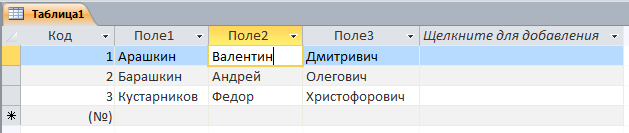 Таблица1
Код Поле1 Поле2 Поле3 Щелкните для добавления
1 Арашкин Валентин Дмитривич
2 Барашкин Андрей Олегович
3 Кустарников Федор Христофорович
* (№)